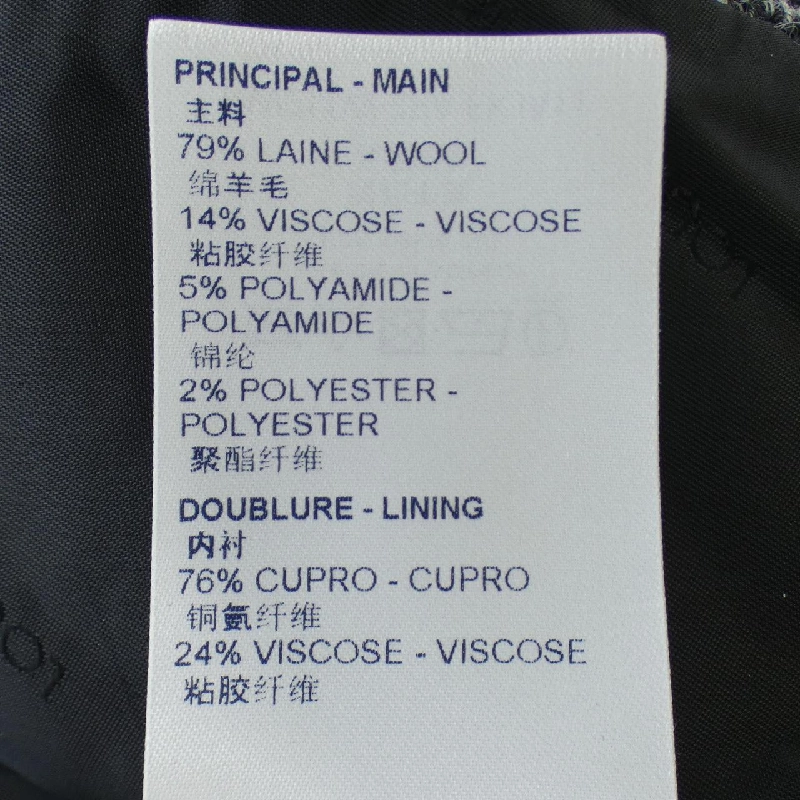 PRINCIPAL - MAIN
主料
79% LAINE - WOOL
绵羊毛
14% VISCOSE - VISCOSE
粘胶纤维
5% POLYAMIDE -
POLYAMIDE
锦纶
2% POLYESTER -
POLYESTER
聚酯纤维
DOUBLURE - LINING
内衬
76% CUPRO - CUPRO
铜氨纤维
24% VISCOSE - VISCOSE
粘胶纤维